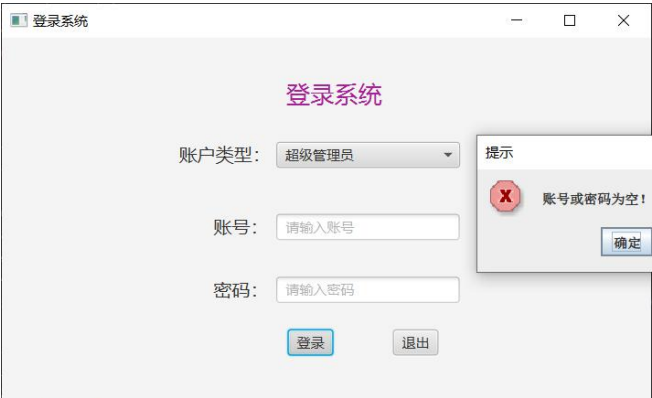 登录系统
登录系统
账户类型：
超级管理员
提示
账号或密码为空！
确定
账号：
请输入账号
密码：
请输入密码
登录
退出